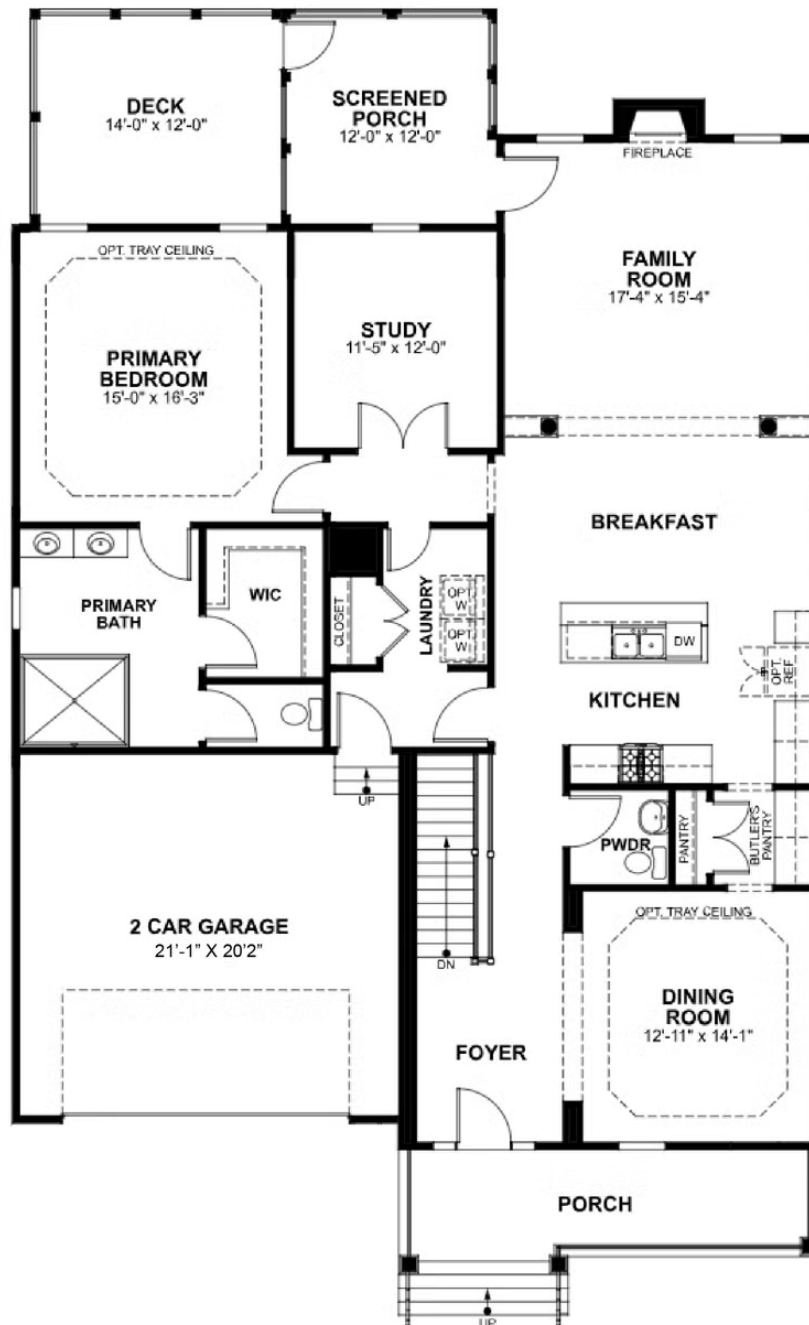 DECK
14'-0" x 12'-0"
SCREENED
PORCH
12'-0" x 12'-0"
FIREPLACE
OPT. TRAY CEILING
FAMILY
ROOM
17'-4" x 15'-4"
PRIMARY
BEDROOM
15'-0" x 16'-3"
STUDY
11'-5" x 12'-0"
BREAKFAST
PRIMARY
BATH
WIC
CLOSET
LAUNDRY
OPT.
W
OPT.
W
DW
OPT.
REF.
KITCHEN
UP
PWDR
PANTRY
BUTLER'S
PANTRY
2 CAR GARAGE
21'-1" X 20'2"
DN
OPT. TRAY CEILING
DINING
ROOM
12'-11" x 14'-1"
FOYER
PORCH
UP